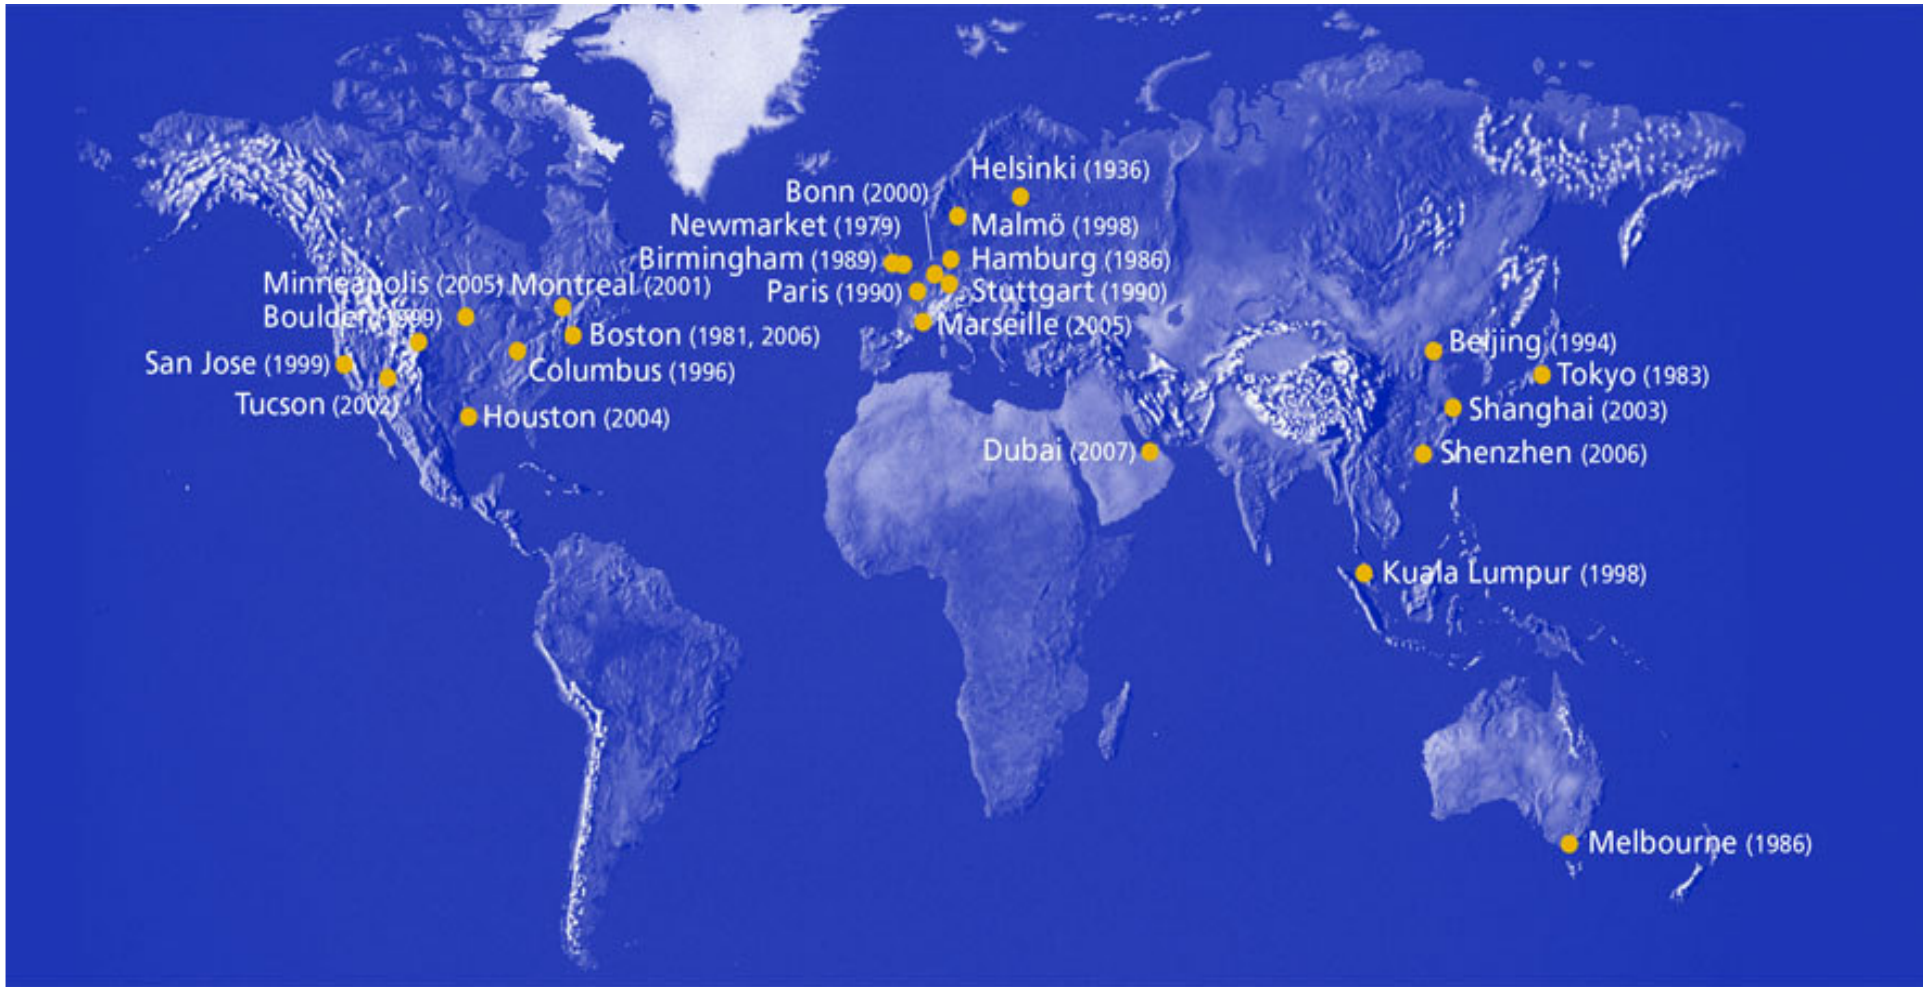 Helsinki (1936)
Bonn (2000)
Newmarket (1979)
Malmö (1998)
Birmingham (1989)
Hamburg (1986)
Minneapolis (2005)
Montreal (2001)
Paris (1990)
Stuttgart (1990)
Boulder (1999)
Marseille (2005)
Boston (1981, 2006)
Beijing (1994)
San Jose (1999)
Columbus (1996)
Tokyo (1983)
Tucson (2002)
Houston (2004)
Shanghai (2003)
Dubai (2007)
Shenzhen (2006)
Kuala Lumpur (1998)
Melbourne (1986)